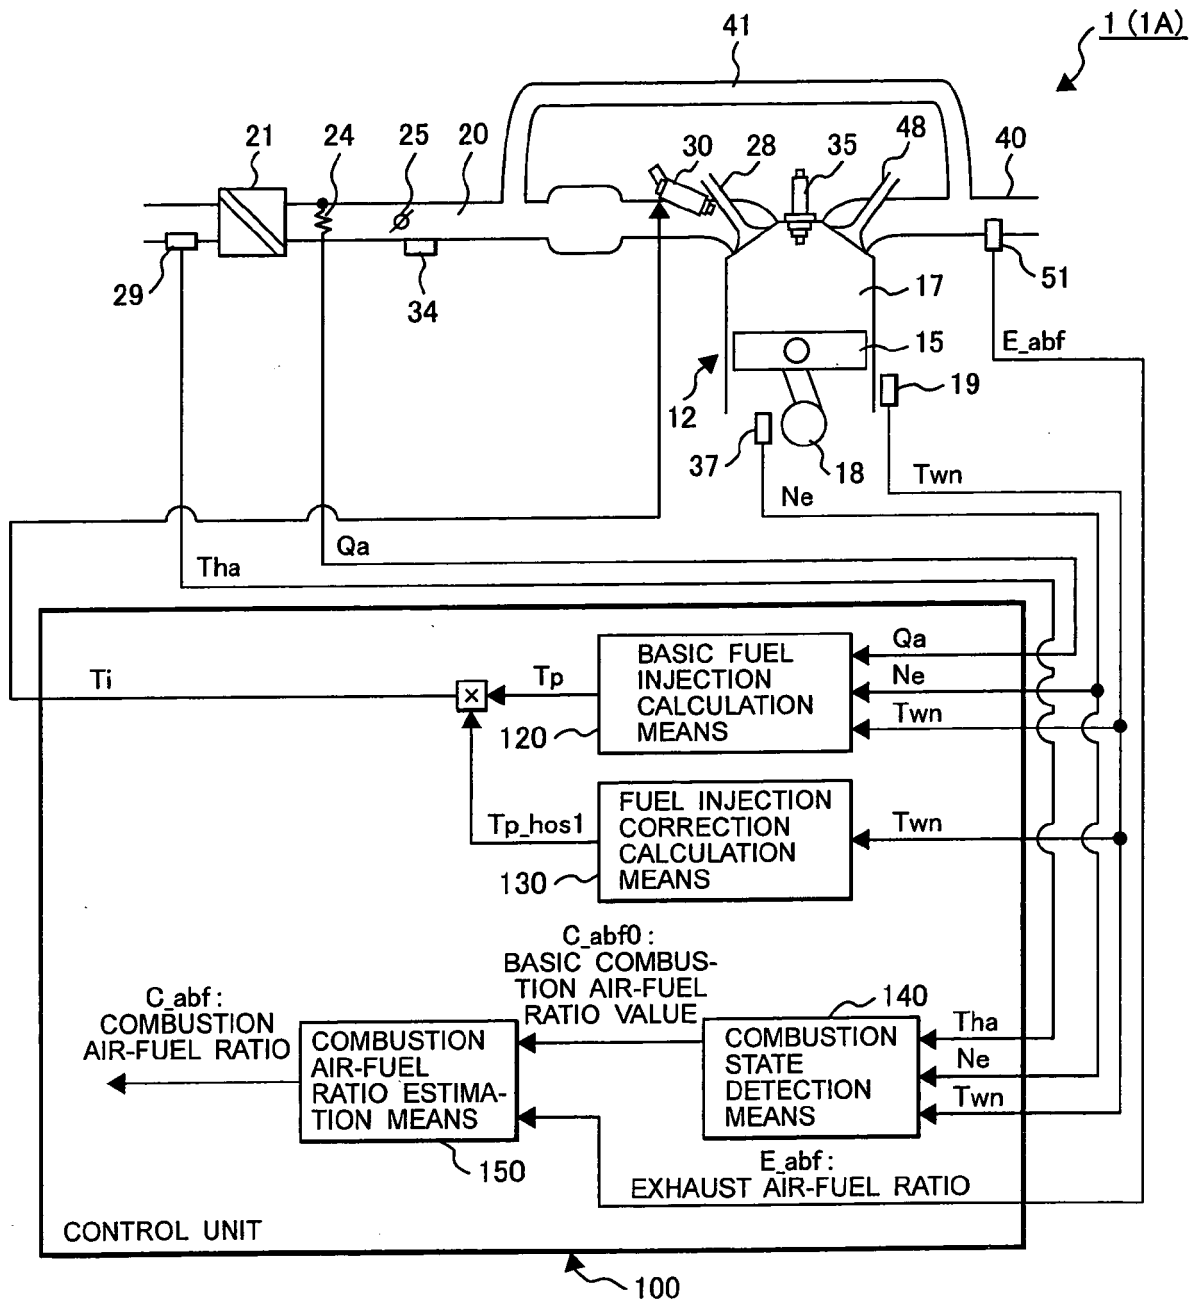 1 (1A)
41
21
24
25
20
30
28
35
48
40
29
34
17
51
15
E_abf
19
12
37
18
Twn
Ne
Qa
Tha
Ti
Tp
×
BASIC FUEL
INJECTION
CALCULATION
MEANS
120
Qa
Ne
Twn
Tp_hos1
FUEL INJECTION
CORRECTION
CALCULATION
MEANS
130
Twn
C_abf0 :
BASIC COMBUS-
TION AIR-FUEL
RATIO VALUE
C_abf :
COMBUSTION
AIR-FUEL RATIO
COMBUSTION
AIR-FUEL
RATIO ESTIMA-
TION MEANS
150
140
COMBUSTION
STATE
DETECTION
MEANS
Tha
Ne
Twn
E_abf :
EXHAUST AIR-FUEL RATIO
CONTROL UNIT
100